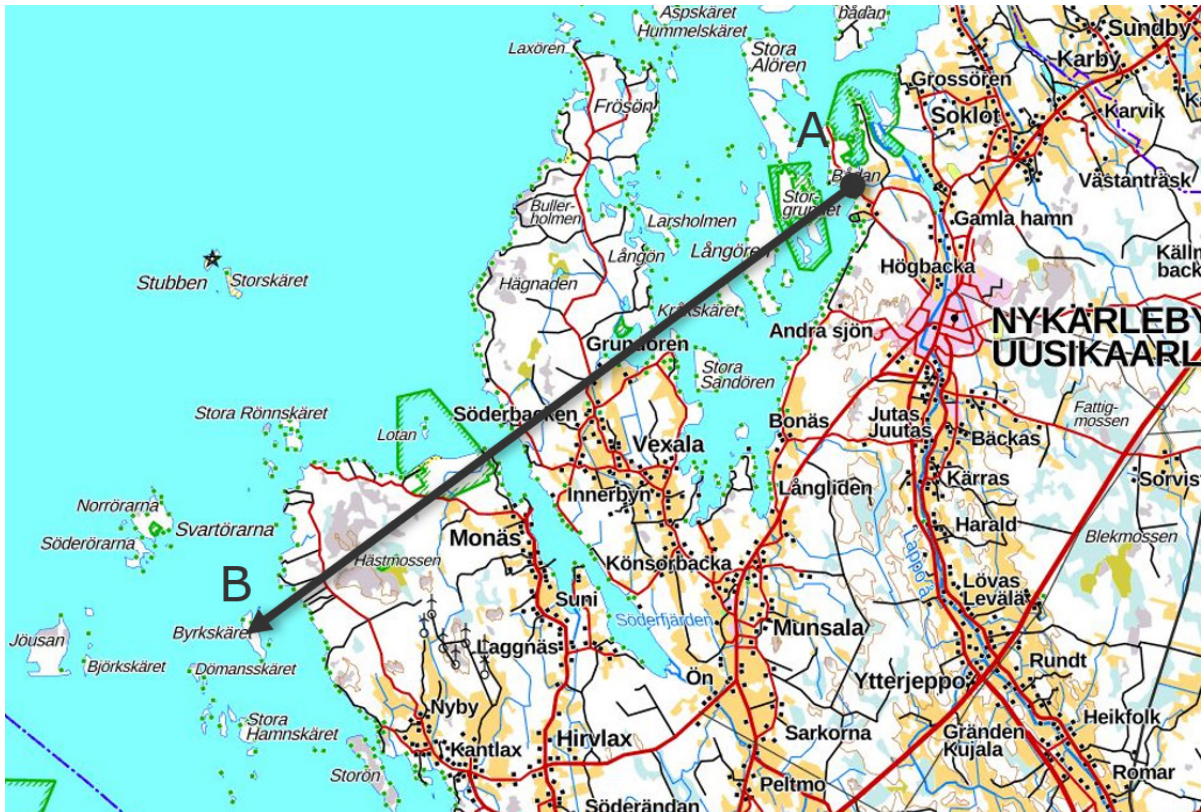 Aspskäret
Hummelskäret
Bådan
Laxören
Stora
Alören
Sundby
Karby
Grossören
Frösön
Soklot
Karvik
A
Västanträsk
Bådan
Stor-
grundet
Buller-
holmen
Larsholmen
Gamla hamn
Långön
Långören
Stubben
Storskäret
Hägnaden
Högbacka
Källm
back
Kråkskäret
NYKARLEBY
UUSIKAARL
Andra sjön
Grundören
Stora
Sandören
Stora Rönnskäret
Söderbacken
Lotan
Vexala
Bonäs
Jutas
Juutas
Fattig-
mossen
Bäckas
Innerbyn
Långliden
Kärras
Sorvis
Norrörarna
Svartörarna
Söderörarna
Monäs
Harald
Blekmossen
Hästmossen
Könsorbacka
Lappo å
Lövas
Levälä
B
Suni
Söderfjärden
Munsala
Byrkskäret
Jöusan
Björkskäret
Dömansskäret
Laggnäs
Rundt
Ön
Ytterjeppo
Stora
Hamnskäret
Nyby
Heikfolk
Kantlax
Hirvlax
Sarkorna
Gränden
Kujala
Storön
Romar
Peltmo
Söderändan